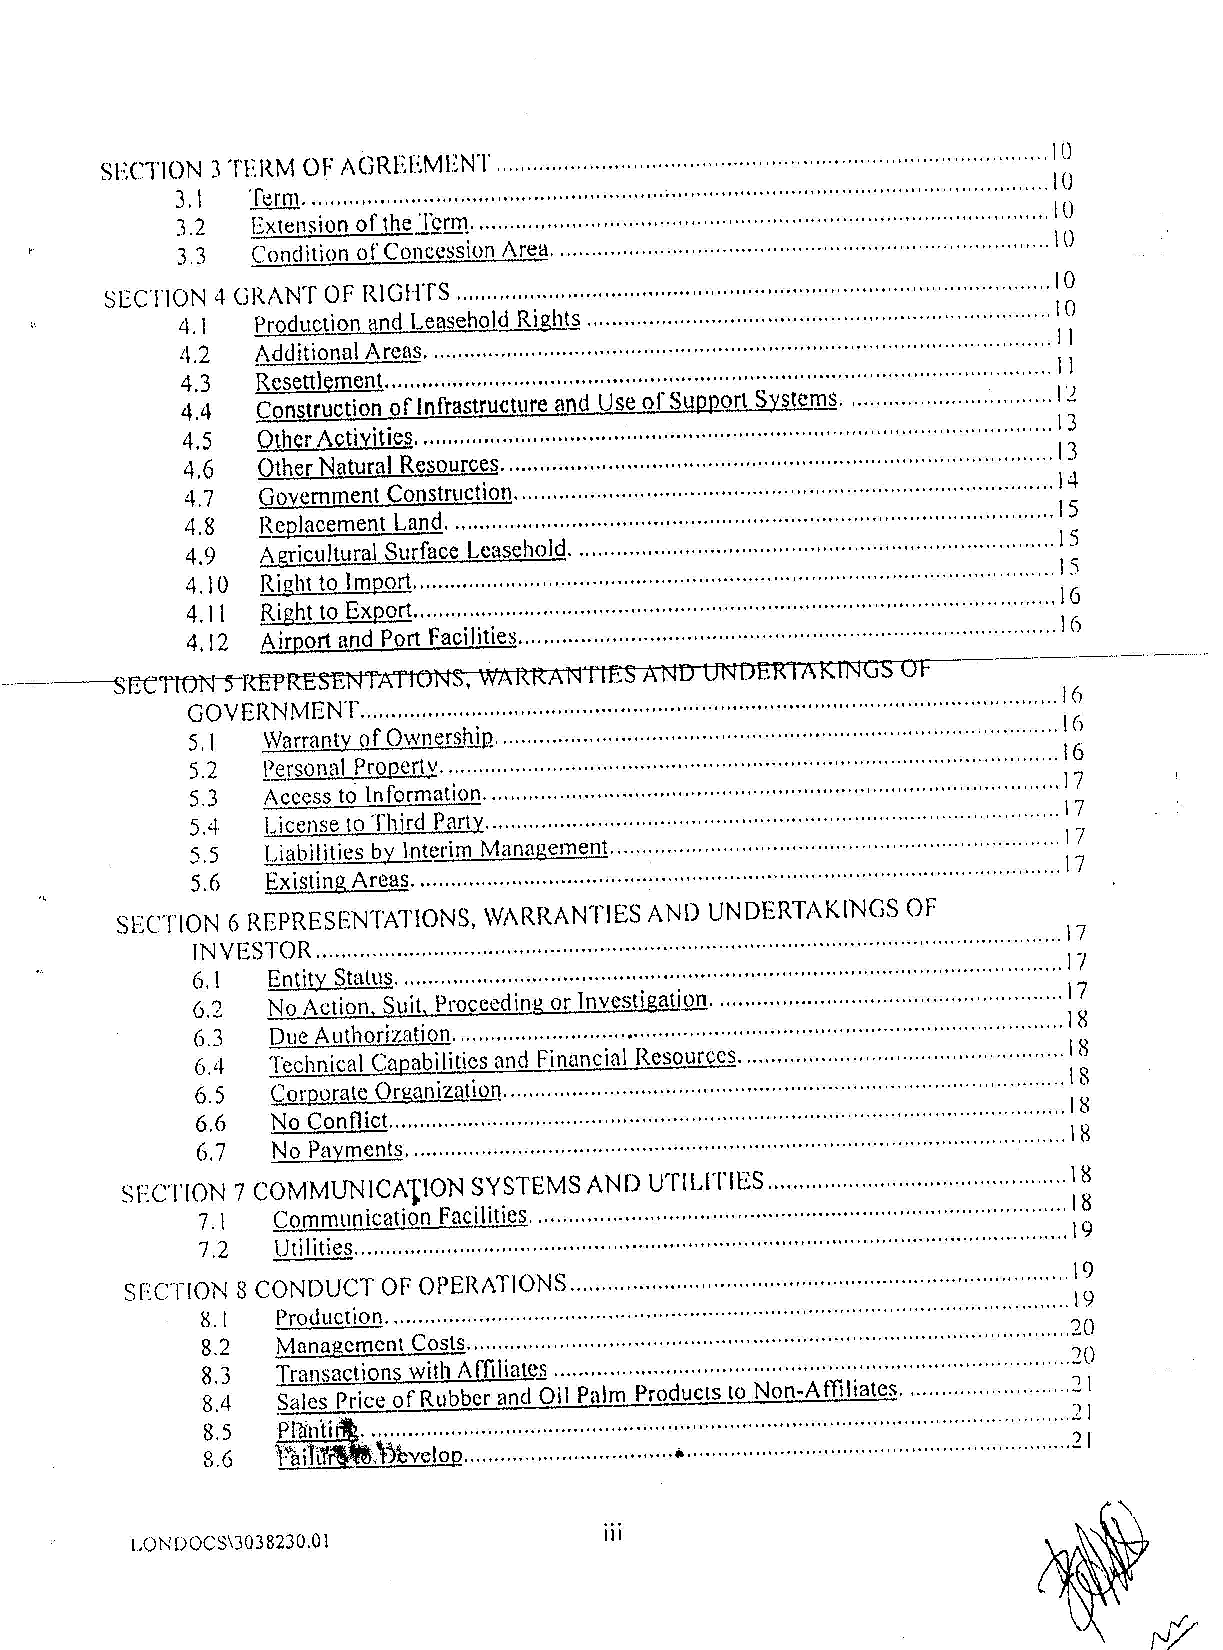 SECTION 3 TERM OF AGREEMENT ........ 10
3.1 Term. ........ 10
3.2 Extension of the Term. ........ 10
3.3 Condition of Concession Area. ........ 10
SECTION 4 GRANT OF RIGHTS ........ 10
4.1 Production and Leasehold Rights ........ 10
4.2 Additional Areas. ........ 11
4.3 Resettlement. ........ 11
4.4 Construction of Infrastructure and Use of Support Systems. ........ 12
4.5 Other Activities. ........ 13
4.6 Other Natural Resources. ........ 13
4.7 Government Construction. ........ 14
4.8 Replacement Land. ........ 15
4.9 Agricultural Surface Leasehold. ........ 15
4.10 Right to Import. ........ 15
4.11 Right to Export. ........ 16
4.12 Airport and Port Facilities. ........ 16
SECTION 5 REPRESENTATIONS, WARRANTIES AND UNDERTAKINGS OF
GOVERNMENT ........ 16
5.1 Warranty of Ownership. ........ 16
5.2 Personal Property. ........ 16
5.3 Access to Information. ........ 17
5.4 License to Third Party. ........ 17
5.5 Liabilities by Interim Management. ........ 17
5.6 Existing Areas. ........ 17
SECTION 6 REPRESENTATIONS, WARRANTIES AND UNDERTAKINGS OF
INVESTOR ........ 17
6.1 Entity Status. ........ 17
6.2 No Action, Suit, Proceeding or Investigation. ........ 17
6.3 Due Authorization. ........ 18
6.4 Technical Capabilities and Financial Resources. ........ 18
6.5 Corporate Organization. ........ 18
6.6 No Conflict. ........ 18
6.7 No Payments. ........ 18
SECTION 7 COMMUNICATION SYSTEMS AND UTILITIES ........ 18
7.1 Communication Facilities. ........ 18
7.2 Utilities. ........ 19
SECTION 8 CONDUCT OF OPERATIONS ........ 19
8.1 Production. ........ 19
8.2 Management Costs. ........ 20
8.3 Transactions with Affiliates ........ 20
8.4 Sales Price of Rubber and Oil Palm Products to Non-Affiliates. ........ 21
8.5 Planting. ........ 21
8.6 Failure to Develop. ........ 21
LONDOCS\3038230.01 iii